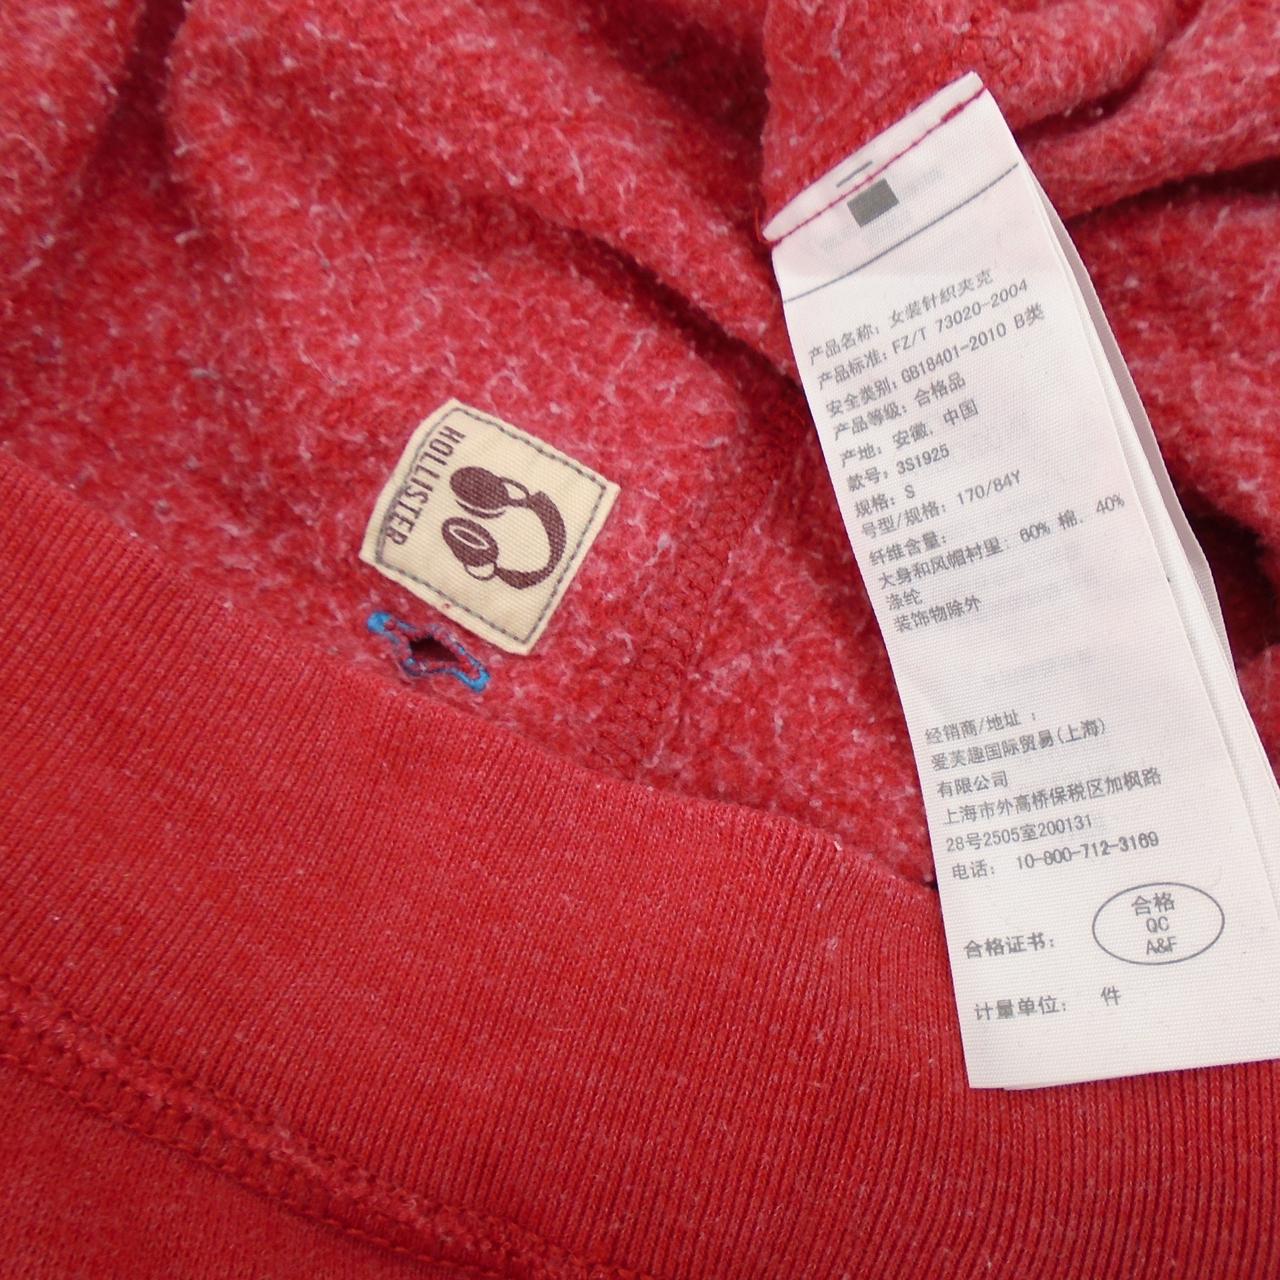 HOLLISTER
产品名称: 女装针织夹克
产品标准: FZ/T 73020-2004
安全类别: GB18401-2010 B类
产品等级: 合格品
产地: 安徽, 中国
款号: 3S1925
规格: S
号型/规格: 170/84Y
纤维含量:
大身和风帽衬里: 60% 棉, 40%
涤纶
装饰物除外
经销商/地址 :
爱芙趣国际贸易(上海)
有限公司
上海市外高桥保税区加枫路
28号2505室200131
电话: 10-800-712-3169
合格证书:
合格
QC
A&F
计量单位: 件